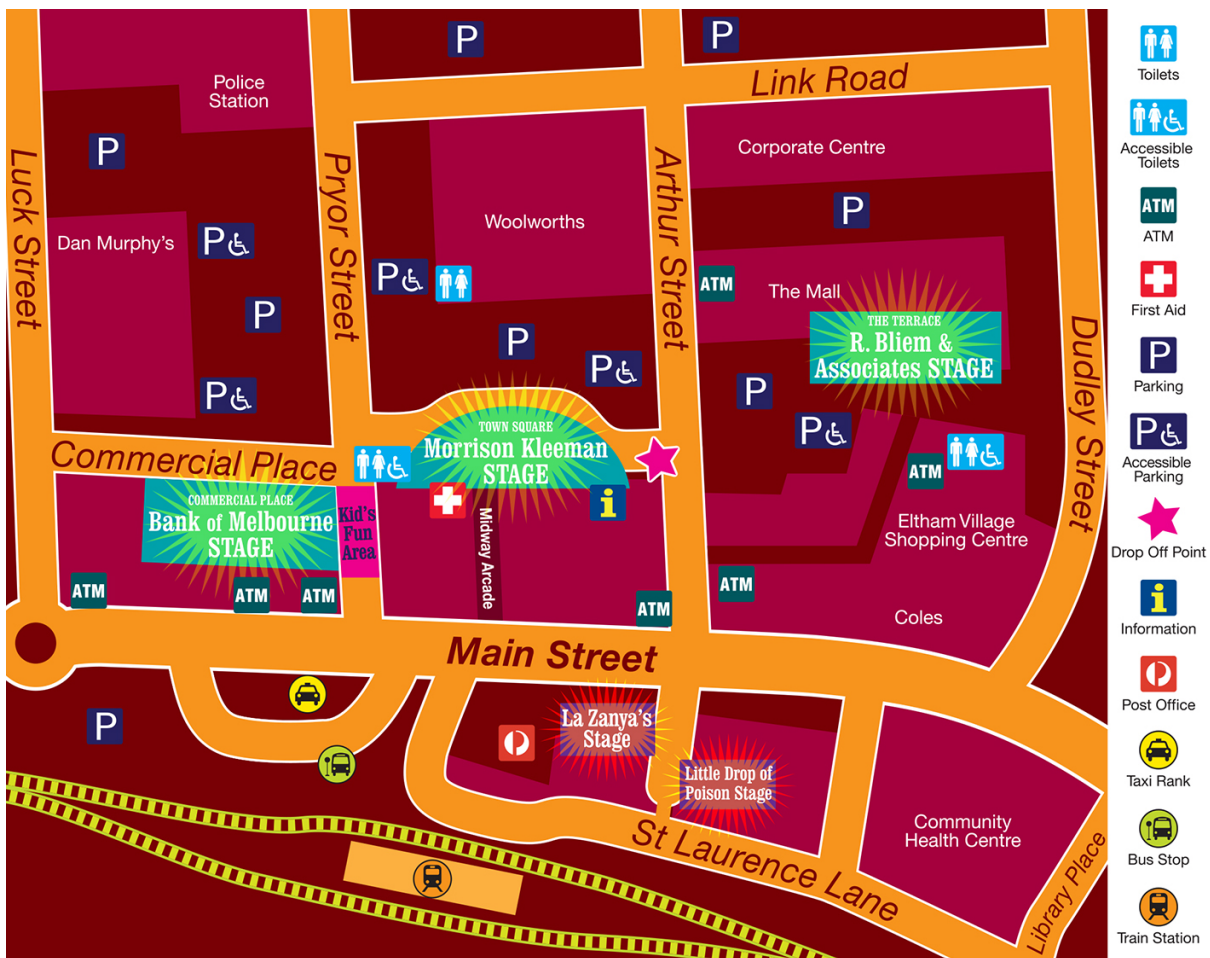 P
P
Link Road
Police
Station
P
Luck Street
Pryor Street
Arthur Street
Corporate Centre
Woolworths
P
Dan Murphy's
P
P
ATM
The Mall
P
THE TERRACE
R. Bliem &
Associates STAGE
Dudley Street
P
P
P
P
P
P
Commercial Place
TOWN SQUARE
Morrison Kleeman
STAGE
ATM
COMMERCIAL PLACE
Bank of Melbourne
STAGE
Kid's
Fun
Area
i
Midway Arcade
Eltham Village
Shopping Centre
ATM
ATM
ATM
ATM
ATM
Coles
Main Street
P
La Zanya's
Stage
Little Drop of
Poison Stage
St Laurence Lane
Community
Health Centre
Library Place
Toilets
Accessible
Toilets
ATM
ATM
First Aid
P
Parking
P
Accessible
Parking
Drop Off Point
i
Information
Post Office
Taxi Rank
Bus Stop
Train Station